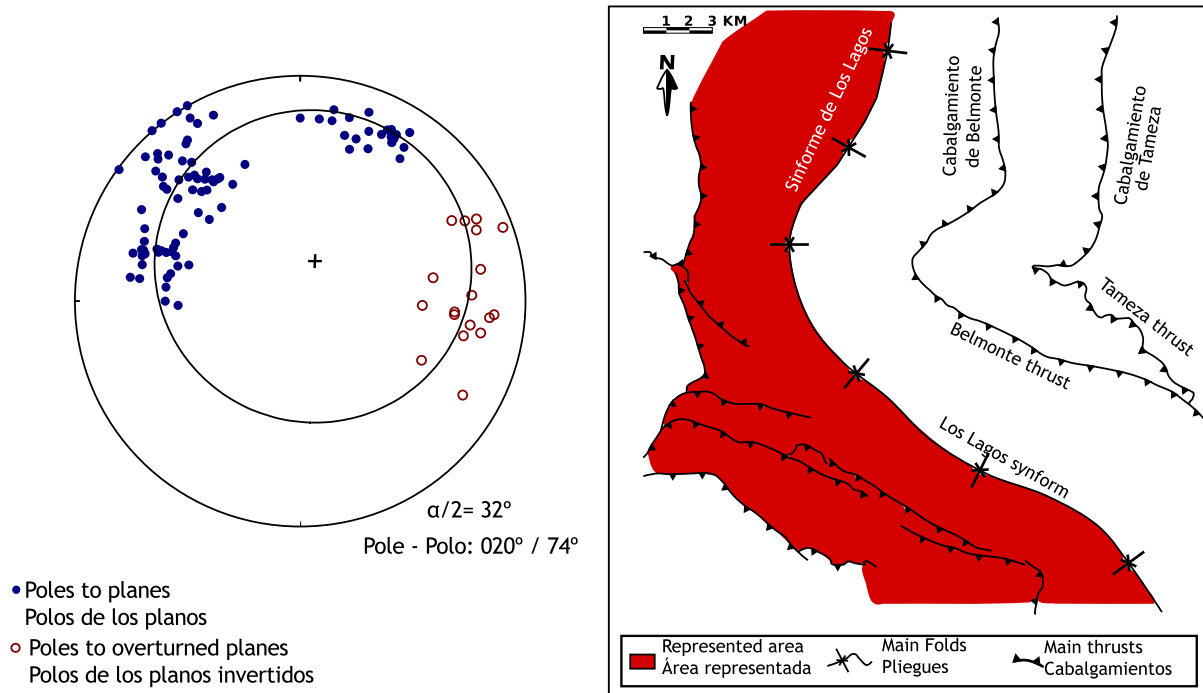 α/2= 32º
Pole - Polo: 020º / 74º
Poles to planes
Polos de los planos
Poles to overturned planes
Polos de los planos invertidos
1 2 3 KM
N
Sinforme de Los Lagos
Cabalgamiento
de Belmonte
Cabalgamiento
de Tameza
Tameza thrust
Belmonte thrust
Los Lagos synform
Represented area
Área representada
Main Folds
Pliegues
Main thrusts
Cabalgamientos